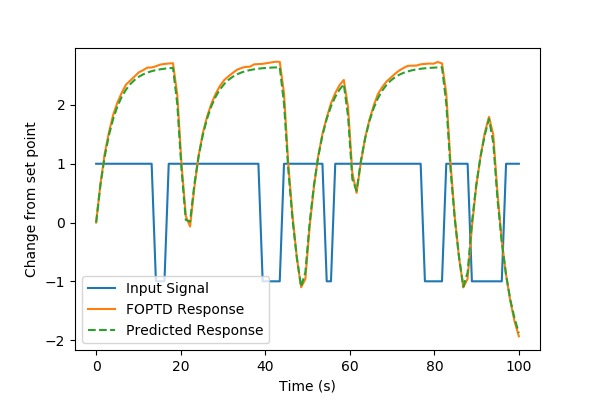 Change from set point
2
1
0
−1
−2
Input Signal
FOPTD Response
Predicted Response
0 20 40 60 80 100
Time (s)